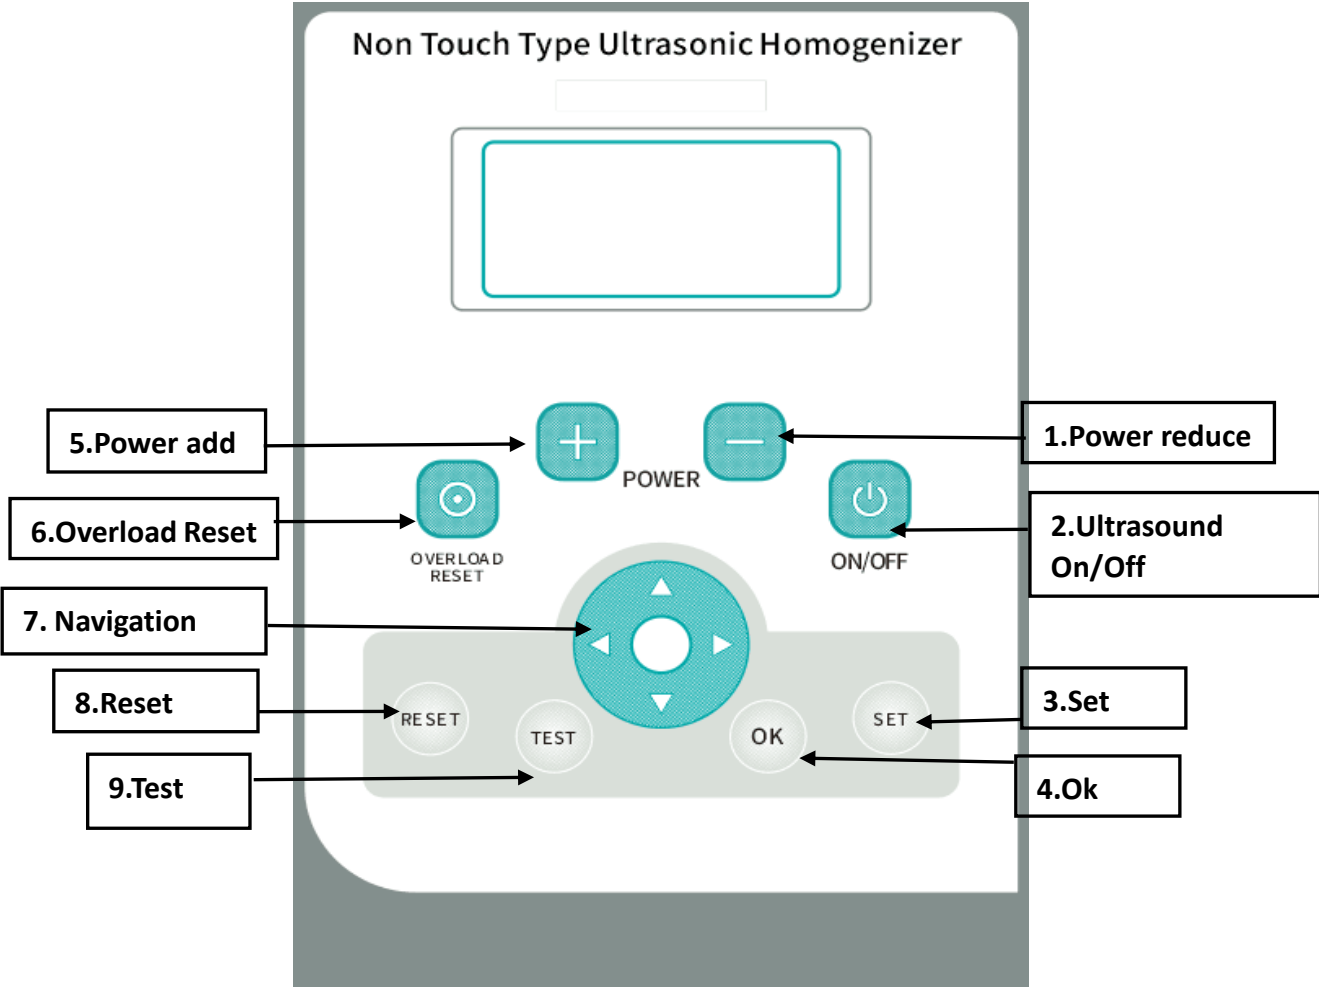 Non Touch Type Ultrasonic Homogenizer
5.Power add
1.Power reduce
POWER
6.Overload Reset
2.Ultrasound
On/Off
OVERLOAD
RESET
ON/OFF
7. Navigation
8.Reset
RESET
TEST
OK
SET
3.Set
9.Test
4.Ok